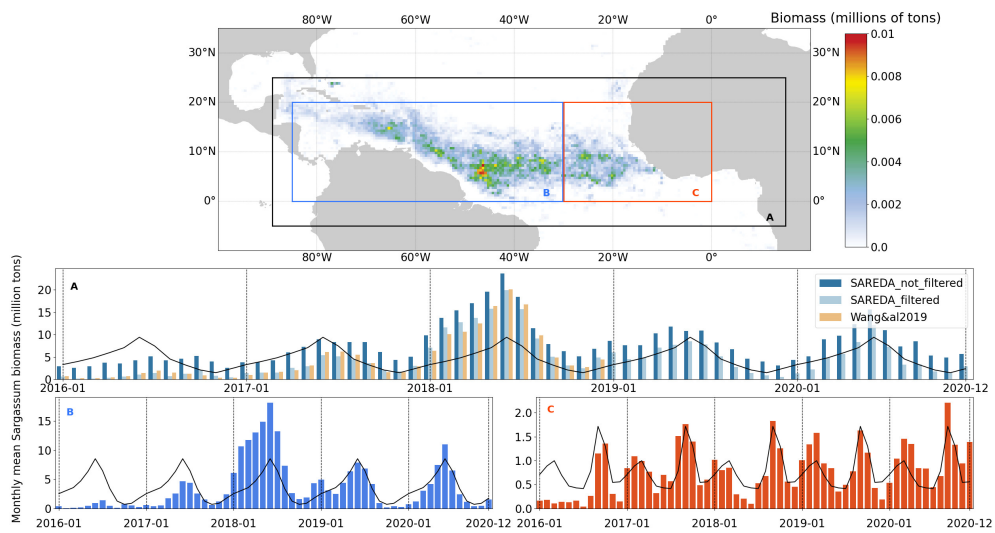 80°W 60°W 40°W 20°W 0° Biomass (millions of tons)
30°N 30°N 0.01
20°N 20°N 0.008
10°N 10°N 0.006
0° 0° 0.004
0.002
0.0
B C A
80°W 60°W 40°W 20°W 0°
Monthly mean Sargassum biomass (million tons)
A
20
15
10
5
0
SAREDA_not_filtered
SAREDA_filtered
Wang&al2019
2016-01 2017-01 2018-01 2019-01 2020-01 2020-12
B
15
10
5
0
2016-01 2017-01 2018-01 2019-01 2020-01 2020-12
C
2.0
1.5
1.0
0.5
0.0
2016-01 2017-01 2018-01 2019-01 2020-01 2020-12